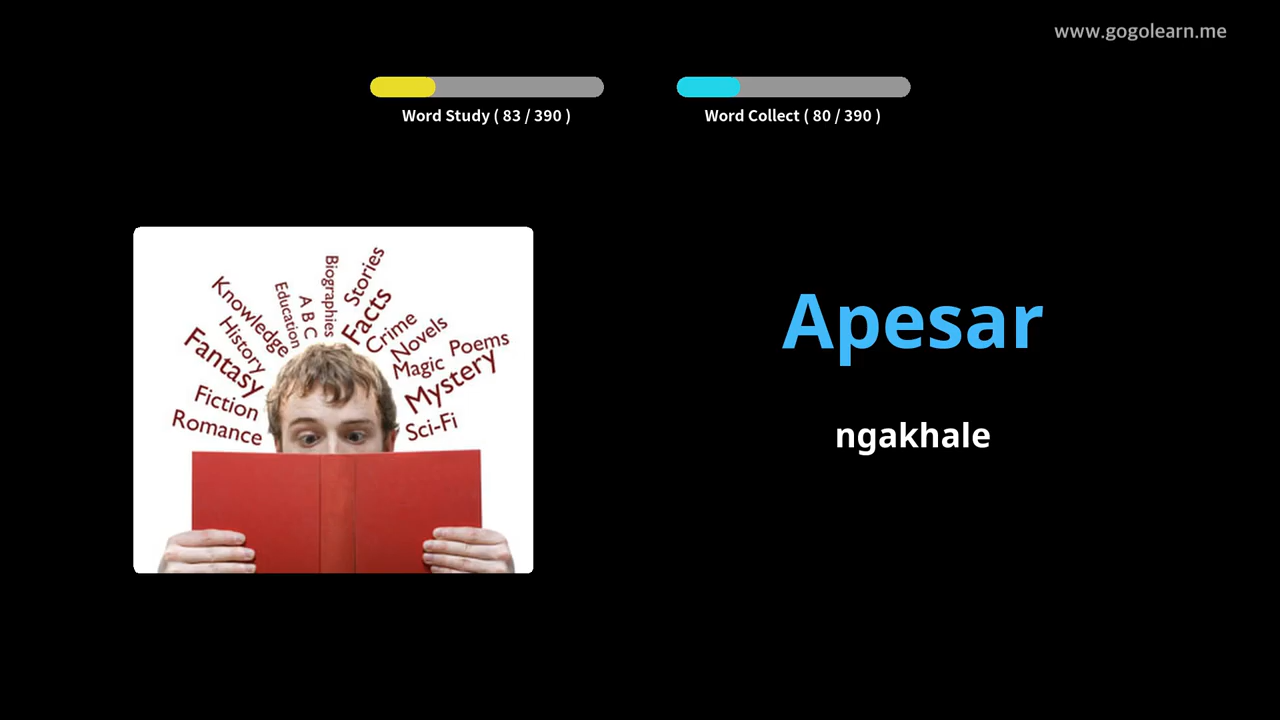 www.gogolearn.me
Word Study ( 83 / 390 )
Word Collect ( 80 / 390 )
Biographies
Stories
Education
A B C
Facts
Knowledge
History
Crime
Novels
Poems
Fantasy
Magic
Mystery
Fiction
Romance
Sci-Fi
Apesar
ngakhale